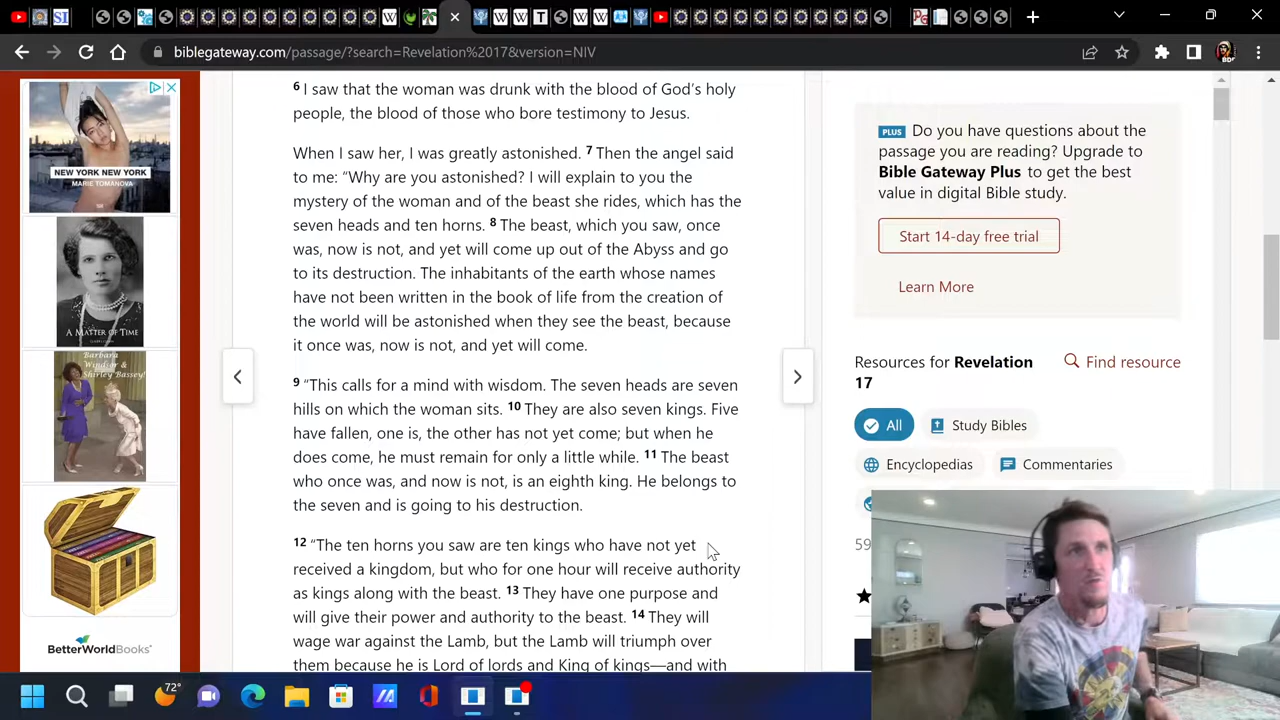 SI
W
W
W
T
W
W
biblegateway.com/passage/?search=Revelation%2017&version=NIV
NEW YORK NEW YORK
MARIE TOMANOVA
A MATTER OF TIME
Barbara
Windsor &
Shirley Bassey!
BetterWorldBooks
6 I saw that the woman was drunk with the blood of God’s holy
people, the blood of those who bore testimony to Jesus.
When I saw her, I was greatly astonished. 7 Then the angel said
to me: “Why are you astonished? I will explain to you the
mystery of the woman and of the beast she rides, which has the
seven heads and ten horns. 8 The beast, which you saw, once
was, now is not, and yet will come up out of the Abyss and go
to its destruction. The inhabitants of the earth whose names
have not been written in the book of life from the creation of
the world will be astonished when they see the beast, because
it once was, now is not, and yet will come.
9 “This calls for a mind with wisdom. The seven heads are seven
hills on which the woman sits. 10 They are also seven kings. Five
have fallen, one is, the other has not yet come; but when he
does come, he must remain for only a little while. 11 The beast
who once was, and now is not, is an eighth king. He belongs to
the seven and is going to his destruction.
12 “The ten horns you saw are ten kings who have not yet
received a kingdom, but who for one hour will receive authority
as kings along with the beast. 13 They have one purpose and
will give their power and authority to the beast. 14 They will
wage war against the Lamb, but the Lamb will triumph over
them because he is Lord of lords and King of kings—and with
PLUS Do you have questions about the
passage you are reading? Upgrade to
Bible Gateway Plus to get the best
value in digital Bible study.
Start 14-day free trial
Learn More
Resources for Revelation
17
Find resource
All
Study Bibles
Encyclopedias
Commentaries
59
72°